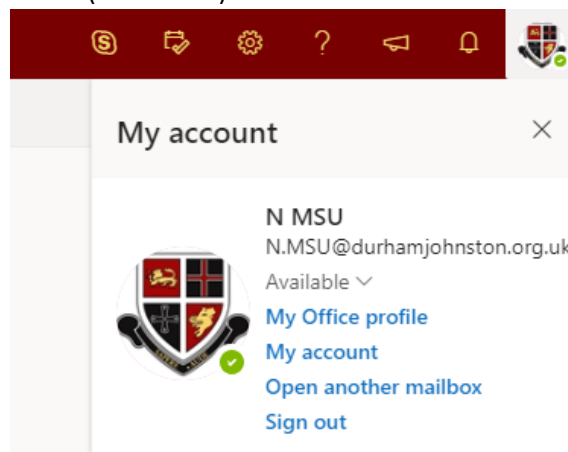 ?
My account
N MSU
N.MSU@durhamjohnston.org.uk
Available
My Office profile
My account
Open another mailbox
Sign out